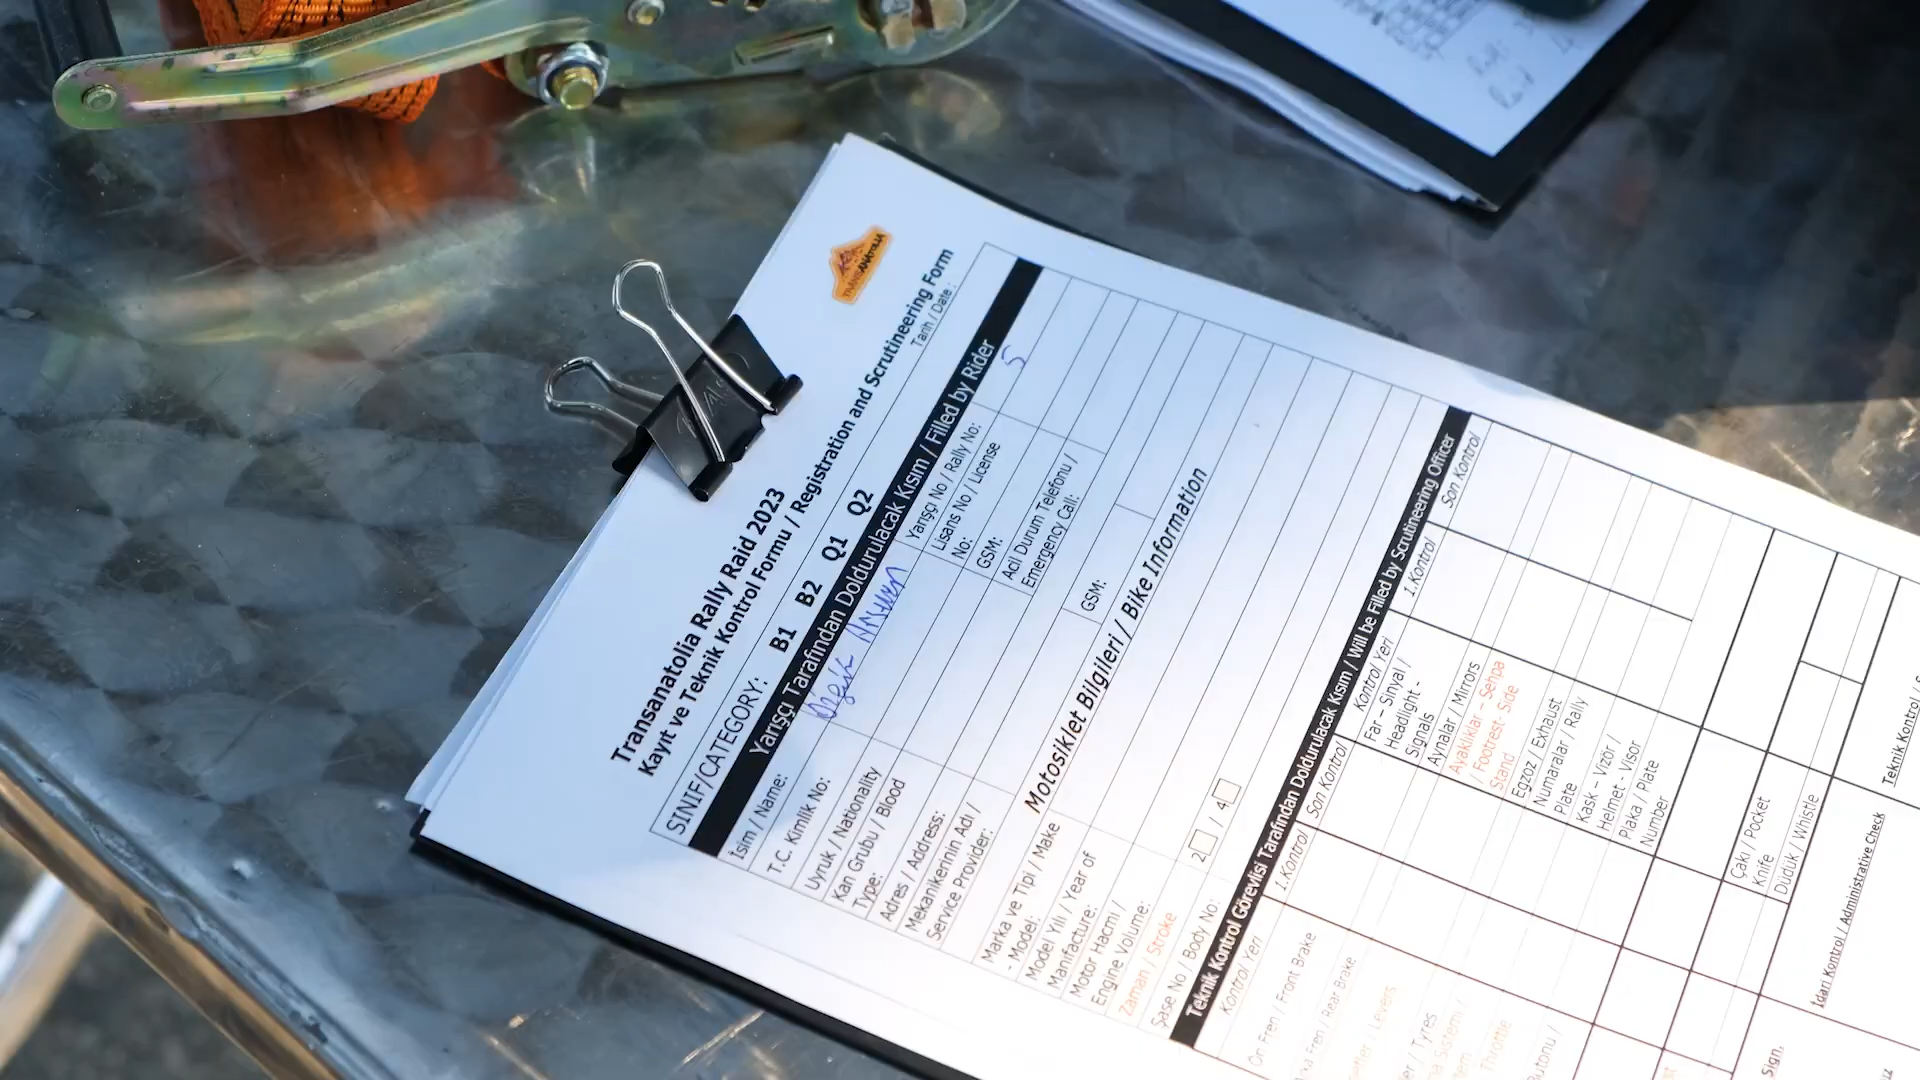 TRANSANATOLIA
Transanatolia Rally Raid 2023
Kayıt ve Teknik Kontrol Formu / Registration and Scrutineering Form
Tarih / Date :
SINIF/CATEGORY: B1 B2 Q1 Q2
Yarışçı Tarafından Doldurulacak Kısım / Filled by Rider
İsim / Name:
Yarışçı No / Rally No:
5
T.C. Kimlik No:
Lisans No / License
No:
Uyruk / Nationality
GSM:
Kan Grubu / Blood
Type:
Acil Durum Telefonu /
Emergency Call:
Adres / Address:
Mekanikerinin Adı /
Service Provider:
GSM:
Motosiklet Bilgileri / Bike Information
Marka ve Tipi / Make
- Model:
Model Yılı / Year of
Manifacture:
Motor Hacmi /
Engine Volume:
Zaman / Stroke
2 / 4
Şase No / Body No:
Teknik Kontrol Görevlisi Tarafından Doldurulacak Kısım / Will be Filled by Scrutineering Officer
Kontrol Yeri 1.Kontrol Son Kontrol Kontrol Yeri 1.Kontrol Son Kontrol
Ön Fren / Front Brake
Far – Sinyal /
Headlight -
Signals
Fren / Rear Brake
Aynalar / Mirrors
Levers
Ayaklıklar – Sehpa
/ Footrest- Side
Stand
/ Tyres
Egzoz / Exhaust
Numaralar / Rally
Plate
Throttle
Kask – Vizör /
Helmet - Visor
Butonu /
Plaka / Plate
Number
Çakı / Pocket
Knife
Düdük / Whistle
İdari Kontrol / Administrative Check
Teknik Kontrol /
Sign.